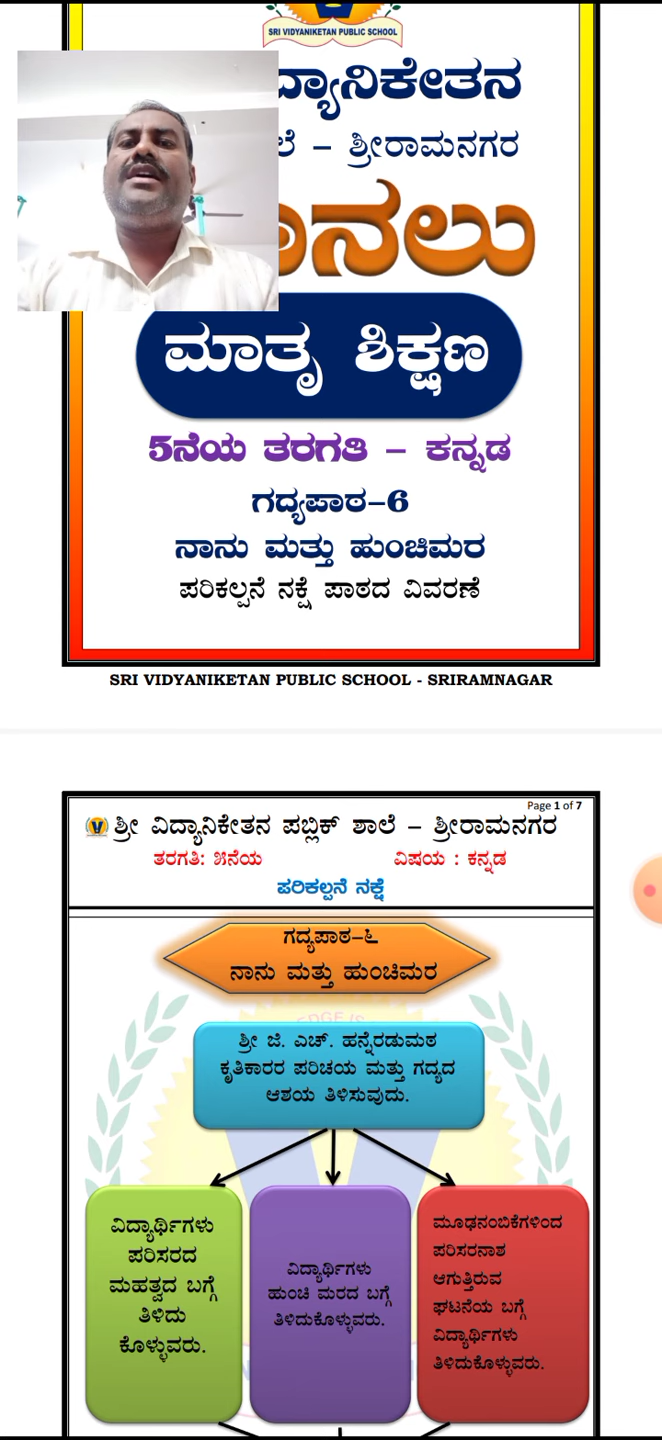 SRI VIDYANIKETAN PUBLIC SCHOOL
– ಶ್ರೀರಾಮನಗರ
ಮಾತೃ ಶಿಕ್ಷಣ
5ನೆಯ ತರಗತಿ – ಕನ್ನಡ
ಗದ್ಯಪಾಠ–6
ನಾನು ಮತ್ತು ಹುಂಚಿಮರ
ಪರಿಕಲ್ಪನೆ ನಕ್ಷೆ ಪಾಠದ ವಿವರಣೆ
SRI VIDYANIKETAN PUBLIC SCHOOL - SRIRAMNAGAR
Page 1 of 7
ಶ್ರೀ ವಿದ್ಯಾನಿಕೇತನ ಪಬ್ಲಿಕ್ ಶಾಲೆ – ಶ್ರೀರಾಮನಗರ
ತರಗತಿ: ೫ನೆಯ ವಿಷಯ : ಕನ್ನಡ
ಪರಿಕಲ್ಪನೆ ನಕ್ಷೆ
ಗದ್ಯಪಾಠ–೬
ನಾನು ಮತ್ತು ಹುಂಚಿಮರ
ಶ್ರೀ ಜಿ. ಎಚ್. ಹನ್ನೆರಡುಮಠ
ಕೃತಿಕಾರರ ಪರಿಚಯ ಮತ್ತು ಗದ್ಯದ
ಆಶಯ ತಿಳಿಸುವುದು.
ವಿದ್ಯಾರ್ಥಿಗಳು
ಪರಿಸರದ
ಮಹತ್ವದ ಬಗ್ಗೆ
ತಿಳಿದು
ಕೊಳ್ಳುವರು.
ವಿದ್ಯಾರ್ಥಿಗಳು
ಹುಂಚಿ ಮರದ ಬಗ್ಗೆ
ತಿಳಿದುಕೊಳ್ಳುವರು.
ಮೂಢನಂಬಿಕೆಗಳಿಂದ
ಪರಿಸರನಾಶ
ಆಗುತ್ತಿರುವ
ಘಟನೆಯ ಬಗ್ಗೆ
ವಿದ್ಯಾರ್ಥಿಗಳು
ತಿಳಿದುಕೊಳ್ಳುವರು.